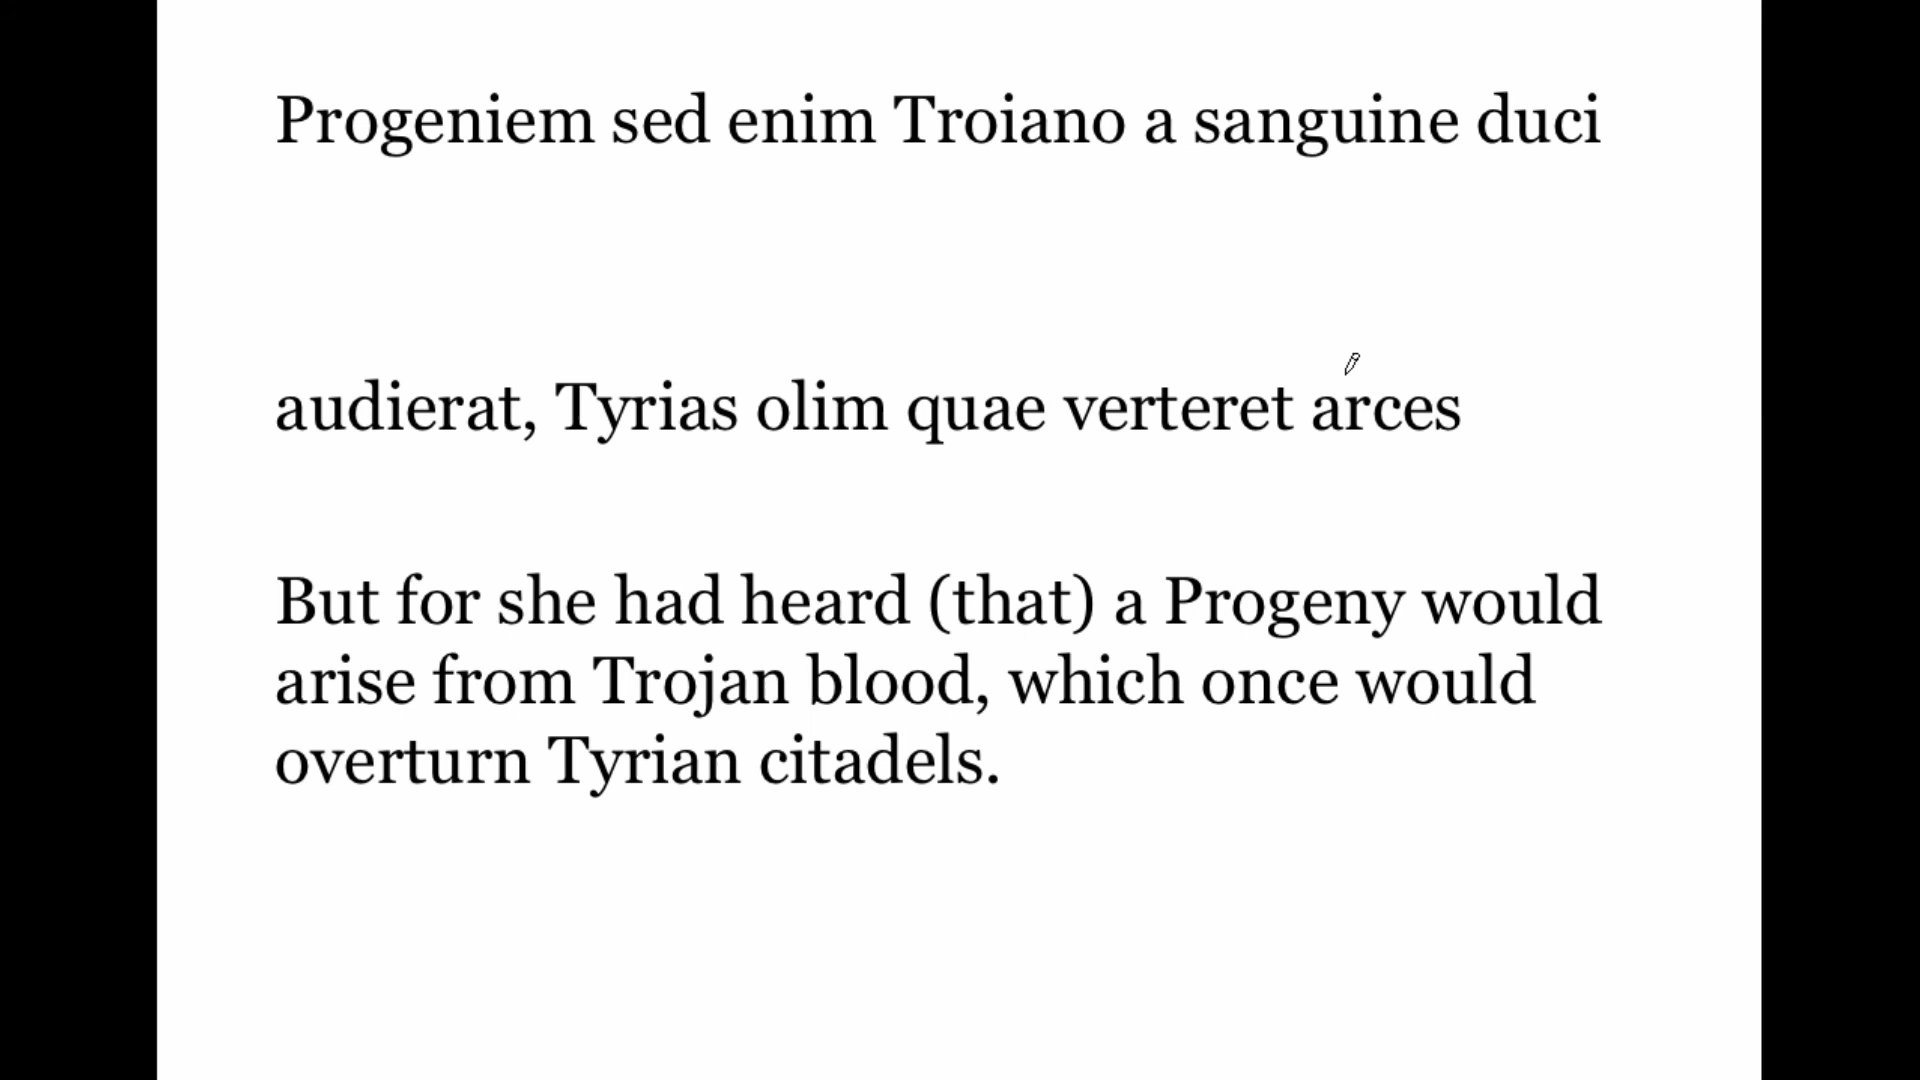 Progeniem sed enim Troiano a sanguine duci
audierat, Tyrias olim quae verteret arces
But for she had heard (that) a Progeny would
arise from Trojan blood, which once would
overturn Tyrian citadels.